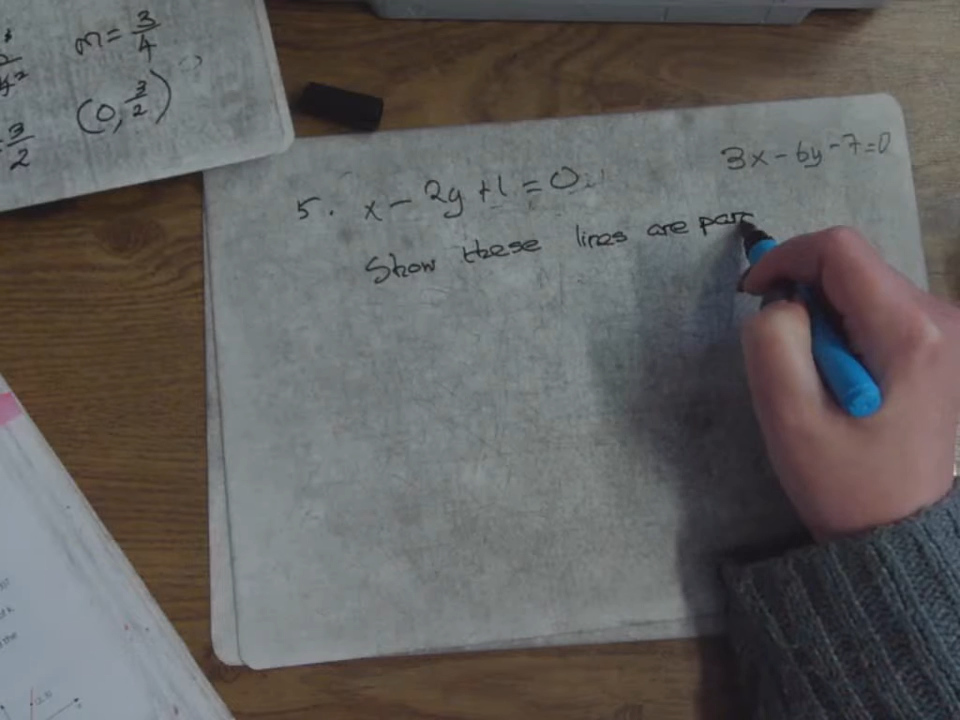 m = 3/4
(0, 3/2)
3/2
5. x - 2y + 1 = 0. 3x - 6y - 7 = 0
Show these lines are par